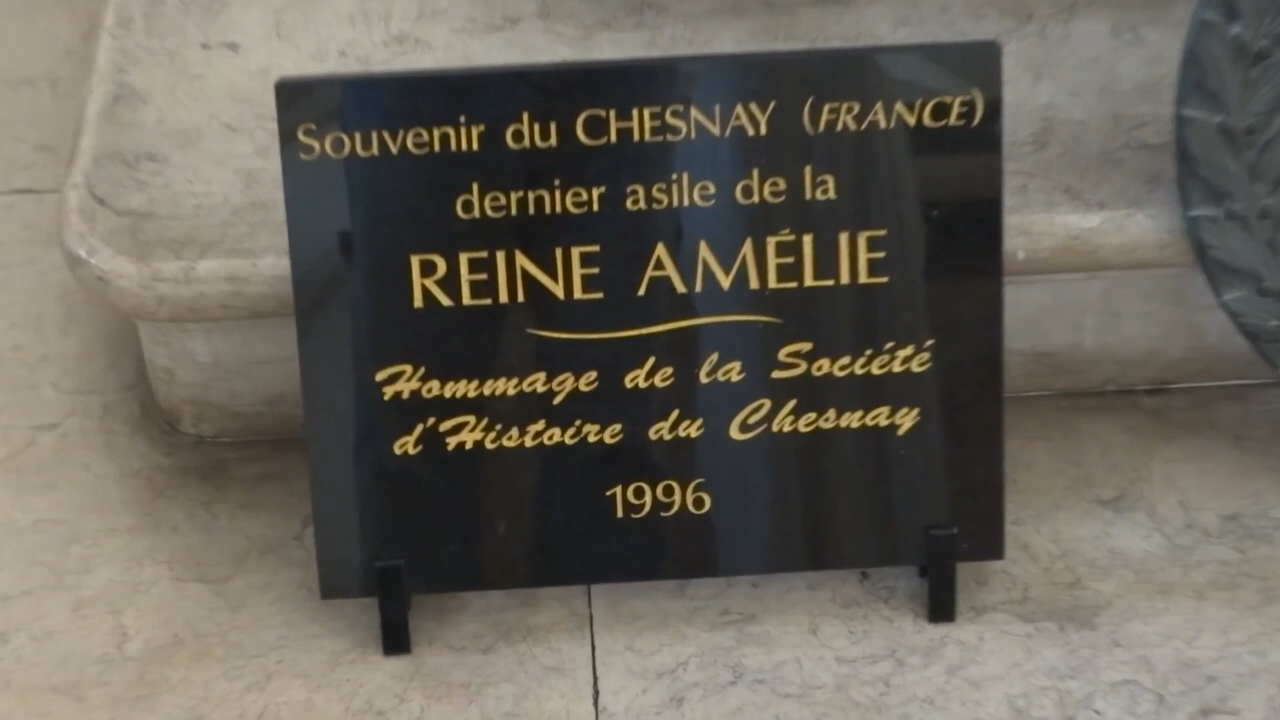 Souvenir du CHESNAY (FRANCE)
dernier asile de la
REINE AMÉLIE
Hommage de la Société
d'Histoire du Chesnay
1996